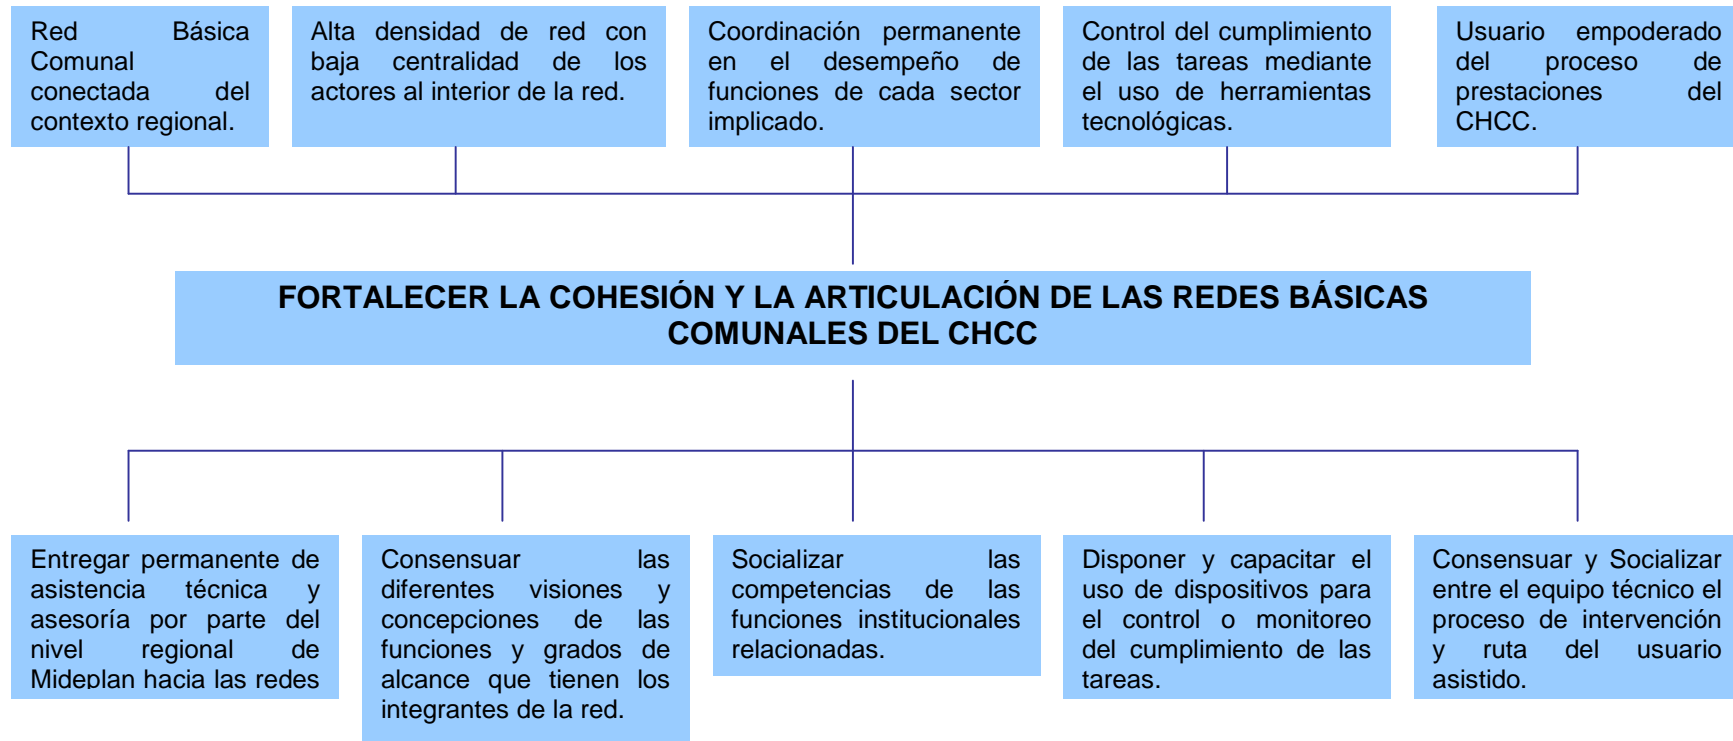 Red Básica
Comunal
conectada del
contexto regional.
Alta densidad de red con
baja centralidad de los
actores al interior de la red.
Coordinación permanente
en el desempeño de
funciones de cada sector
implicado.
Control del cumplimiento
de las tareas mediante
el uso de herramientas
tecnológicas.
Usuario empoderado
del proceso de
prestaciones del
CHCC.
FORTALECER LA COHESIÓN Y LA ARTICULACIÓN DE LAS REDES BÁSICAS
COMUNALES DEL CHCC
Entregar permanente de
asistencia técnica y
asesoría por parte del
nivel regional de
Mideplan hacia las redes
Consensuar las
diferentes visiones y
concepciones de las
funciones y grados de
alcance que tienen los
integrantes de la red.
Socializar las
competencias de las
funciones institucionales
relacionadas.
Disponer y capacitar el
uso de dispositivos para
el control o monitoreo
del cumplimiento de las
tareas.
Consensuar y Socializar
entre el equipo técnico el
proceso de intervención
y ruta del usuario
asistido.